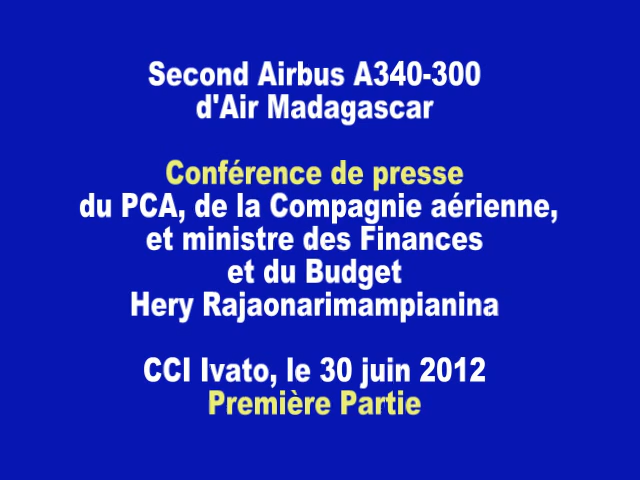 Second Airbus A340-300
d'Air Madagascar
Conférence de presse
du PCA, de la Compagnie aérienne,
et ministre des Finances
et du Budget
Hery Rajaonarimampianina
CCI Ivato, le 30 juin 2012
Première Partie